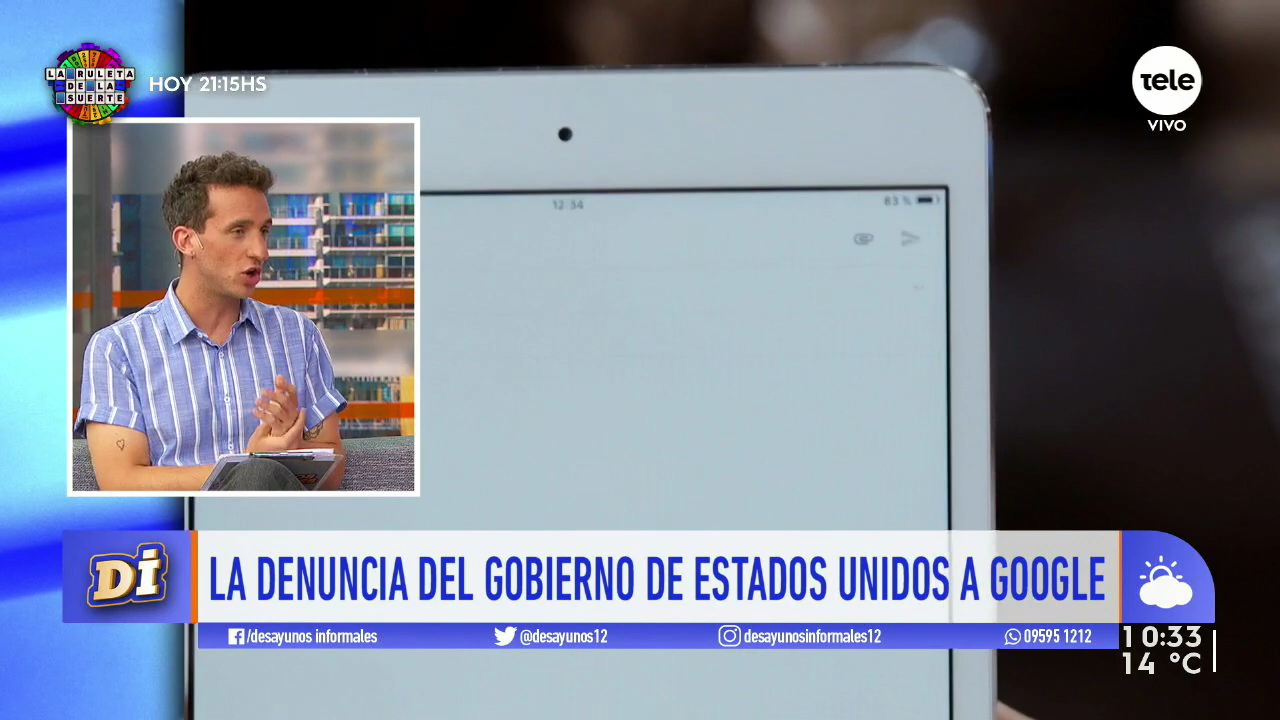 LA RULETA
DE LA
SUERTE
HOY 21:15HS
tele
VIVO
12:34
83 %
Di
LA DENUNCIA DEL GOBIERNO DE ESTADOS UNIDOS A GOOGLE
/desayunos informales
@desayunos12
desayunosinformales12
09595 1212
10:33
14 °C